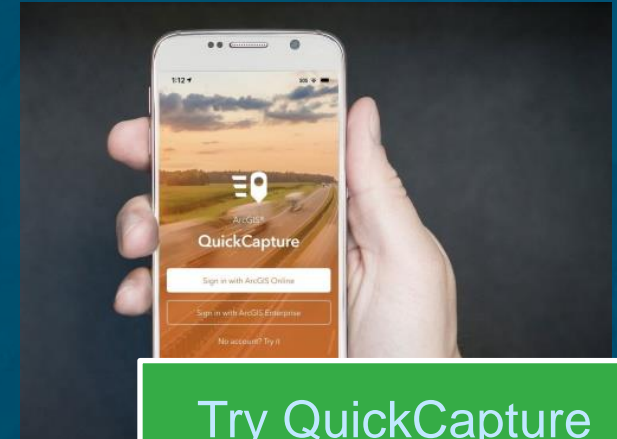 1:12
SOS
ArcGIS®
QuickCapture
Sign in with ArcGIS Online
Sign in with ArcGIS Enterprise
No account? Try it
Try QuickCapture